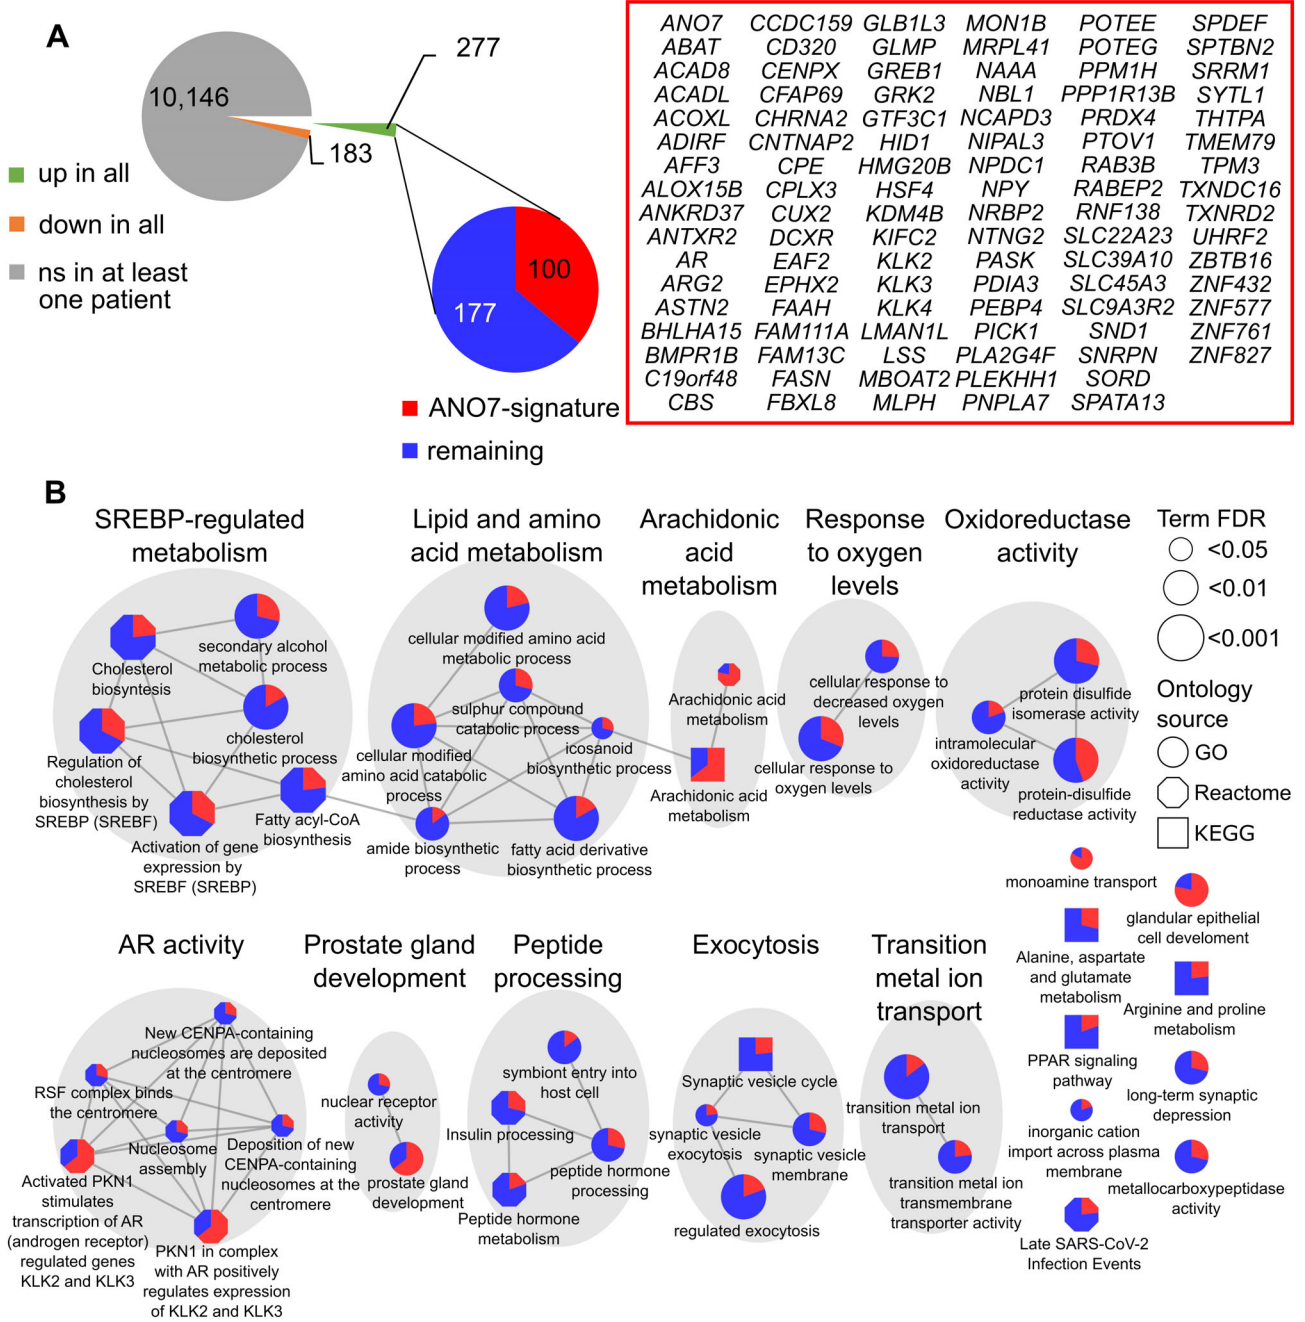 A
277
10,146
183
up in all
down in all
ns in at least
one patient
100
177
ANO7-signature
remaining
ANO7 CCDC159 GLB1L3 MON1B POTEE SPDEF
ABAT CD320 GLMP MRPL41 POTEG SPTBN2
ACAD8 CENPX GREB1 NAAA PPM1H SRRM1
ACADL CFAP69 GRK2 NBL1 PPP1R13B SYTL1
ACOXL CHRNA2 GTF3C1 NCAPD3 PRDX4 THTPA
ADIRF CNTNAP2 HID1 NIPAL3 PTOV1 TMEM79
AFF3 CPE HMG20B NPDC1 RAB3B TPM3
ALOX15B CPLX3 HSF4 NPY RABEP2 TXNDC16
ANKRD37 CUX2 KDM4B NRBP2 RNF138 TXNRD2
ANTXR2 DCXR KIFC2 NTNG2 SLC22A23 UHRF2
AR EAF2 KLK2 PASK SLC39A10 ZBTB16
ARG2 EPHX2 KLK3 PDIA3 SLC45A3 ZNF432
ASTN2 FAAH KLK4 PEBP4 SLC9A3R2 ZNF577
BHLHA15 FAM111A LMAN1L PICK1 SND1 ZNF761
BMPR1B FAM13C LSS PLA2G4F SNRPN ZNF827
C19orf48 FASN MBOAT2 PLEKHH1 SORD
CBS FBXL8 MLPH PNPLA7 SPATA13
B
SREBP-regulated
metabolism
Cholesterol
biosyntesis
secondary alcohol
metabolic process
cholesterol
biosynthetic process
Regulation of
cholesterol
biosynthesis by
SREBP (SREBF)
Activation of gene
expression by
SREBF (SREBP)
Fatty acyl-CoA
biosynthesis
Lipid and amino
acid metabolism
cellular modified amino acid
metabolic process
sulphur compound
catabolic process
cellular modified
amino acid catabolic
process
icosanoid
biosynthetic process
amide biosynthetic
process
fatty acid derivative
biosynthetic process
Arachidonic
acid
metabolism
Arachidonic acid
metabolism
Arachidonic acid
metabolism
Response
to oxygen
levels
cellular response to
decreased oxygen
levels
cellular response to
oxygen levels
Oxidoreductase
activity
protein disulfide
isomerase activity
intramolecular
oxidoreductase
activity
protein-disulfide
reductase activity
Term FDR
<0.05
<0.01
<0.001
Ontology
source
GO
Reactome
KEGG
AR activity
New CENPA-containing
nucleosomes are deposited
at the centromere
RSF complex binds
the centromere
Nucleosome
assembly
Deposition of new
CENPA-containing
nucleosomes at the
centromere
Activated PKN1
stimulates
transcription of AR
(androgen receptor)
regulated genes
KLK2 and KLK3
PKN1 in complex
with AR positively
regulates expression
of KLK2 and KLK3
Prostate gland
development
nuclear receptor
activity
prostate gland
development
Peptide
processing
symbiont entry into
host cell
Insulin processing
peptide hormone
processing
Peptide hormone
metabolism
Exocytosis
Synaptic vesicle cycle
synaptic vesicle
exocytosis
synaptic vesicle
membrane
regulated exocytosis
Transition
metal ion
transport
transition metal ion
transport
transition metal ion
transmembrane
transporter activity
monoamine transport
glandular epithelial
cell develoment
Alanine, aspartate
and glutamate
metabolism
Arginine and proline
metabolism
PPAR signaling
pathway
long-term synaptic
depression
inorganic cation
import across plasma
membrane
metallocarboxypeptidase
activity
Late SARS-CoV-2
Infection Events